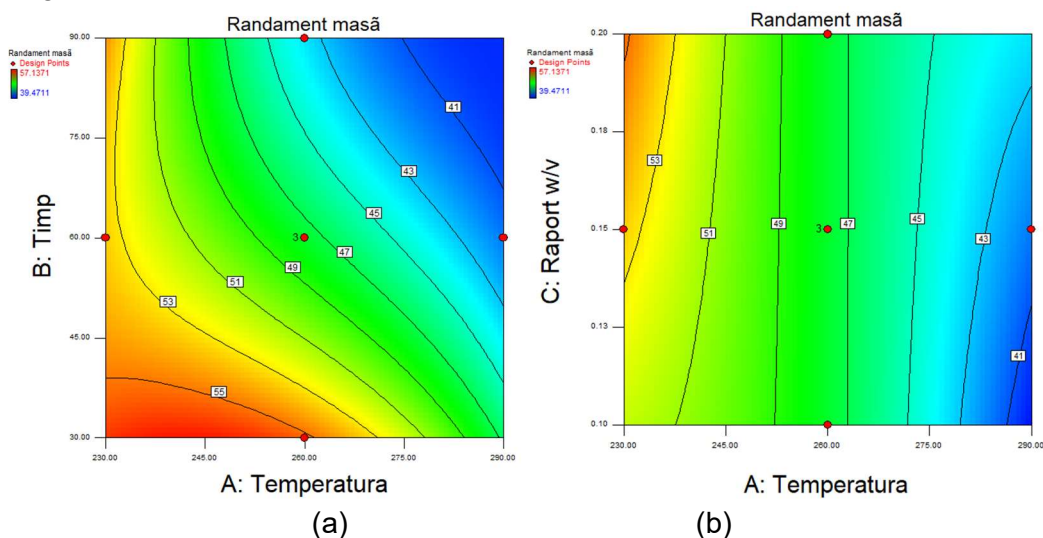 Randament masã
Randament masã
Design Points
57.1371
39.4711
90.00
75.00
60.00
45.00
30.00
B: Timp
41
43
45
47
49
51
53
55
3
230.00 245.00 260.00 275.00 290.00
A: Temperatura
(a)
Randament masã
Randament masã
Design Points
57.1371
39.4711
0.20
0.18
0.15
0.13
0.10
C: Raport w/v
53
51
49
3
47
45
43
41
230.00 245.00 260.00 275.00 290.00
A: Temperatura
(b)